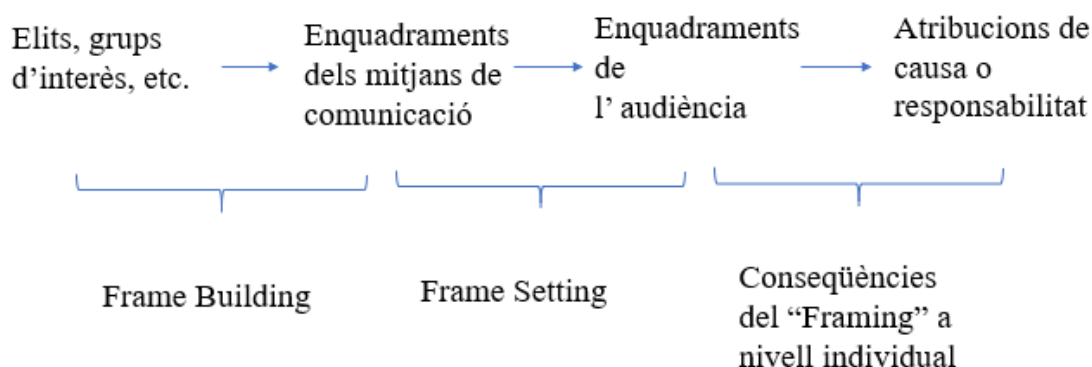 Elits, grups
d'interès, etc.
Enquadraments
dels mitjans de
comunicació
Enquadraments
de
l' audiència
Atribucions de
causa o
responsabilitat
Frame Building
Frame Setting
Conseqüències
del “Framing” a
nivell individual